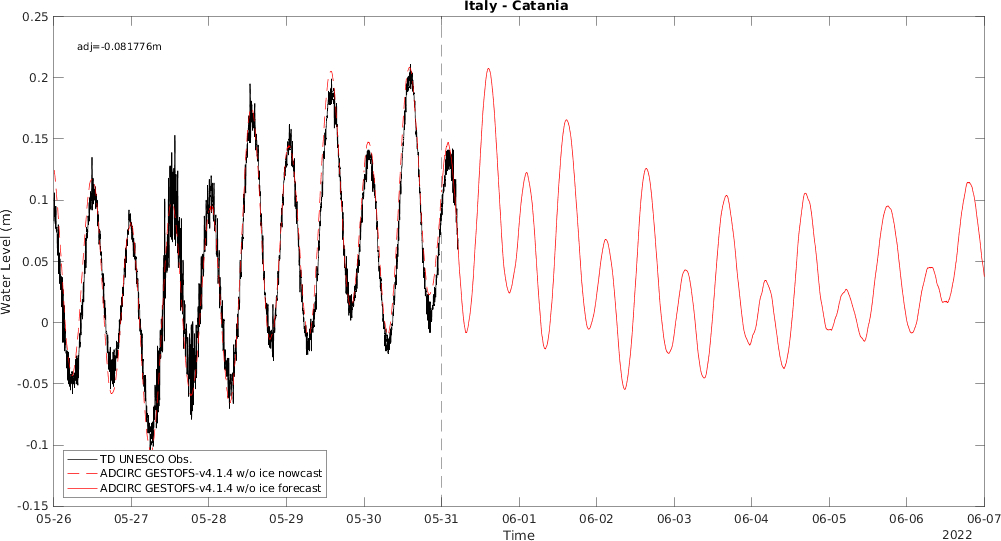 Italy - Catania
0.25
adj=-0.081776m
0.2
0.15
0.1
0.05
0
-0.05
-0.1
-0.15
Water Level (m)
TD UNESCO Obs.
ADCIRC GESTOFS-v4.1.4 w/o ice nowcast
ADCIRC GESTOFS-v4.1.4 w/o ice forecast
05-26 05-27 05-28 05-29 05-30 05-31 06-01 06-02 06-03 06-04 06-05 06-06 06-07
Time
2022